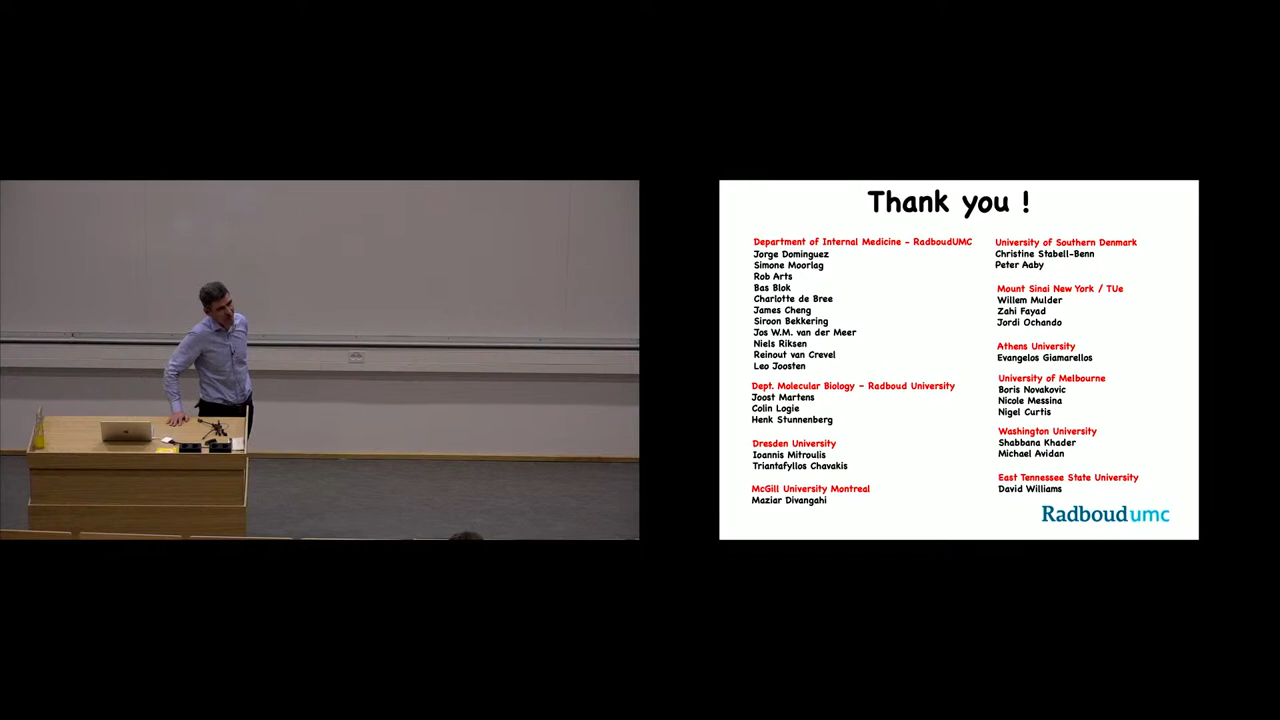 Thank you !
Department of Internal Medicine - RadboudUMC
Jorge Dominguez
Simone Moorlag
Rob Arts
Bas Blok
Charlotte de Bree
James Cheng
Siroon Bekkering
Jos W.M. van der Meer
Niels Riksen
Reinout van Crevel
Leo Joosten
Dept. Molecular Biology - Radboud University
Joost Martens
Colin Logie
Henk Stunnenberg
Dresden University
Ioannis Mitroulis
Triantafyllos Chavakis
McGill University Montreal
Maziar Divangahi
University of Southern Denmark
Christine Stabell-Benn
Peter Aaby
Mount Sinai New York / TUe
Willem Mulder
Zahi Fayad
Jordi Ochando
Athens University
Evangelos Giamarellos
University of Melbourne
Boris Novakovic
Nicole Messina
Nigel Curtis
Washington University
Shabbana Khader
Michael Avidan
East Tennessee State University
David Williams
Radboudumc